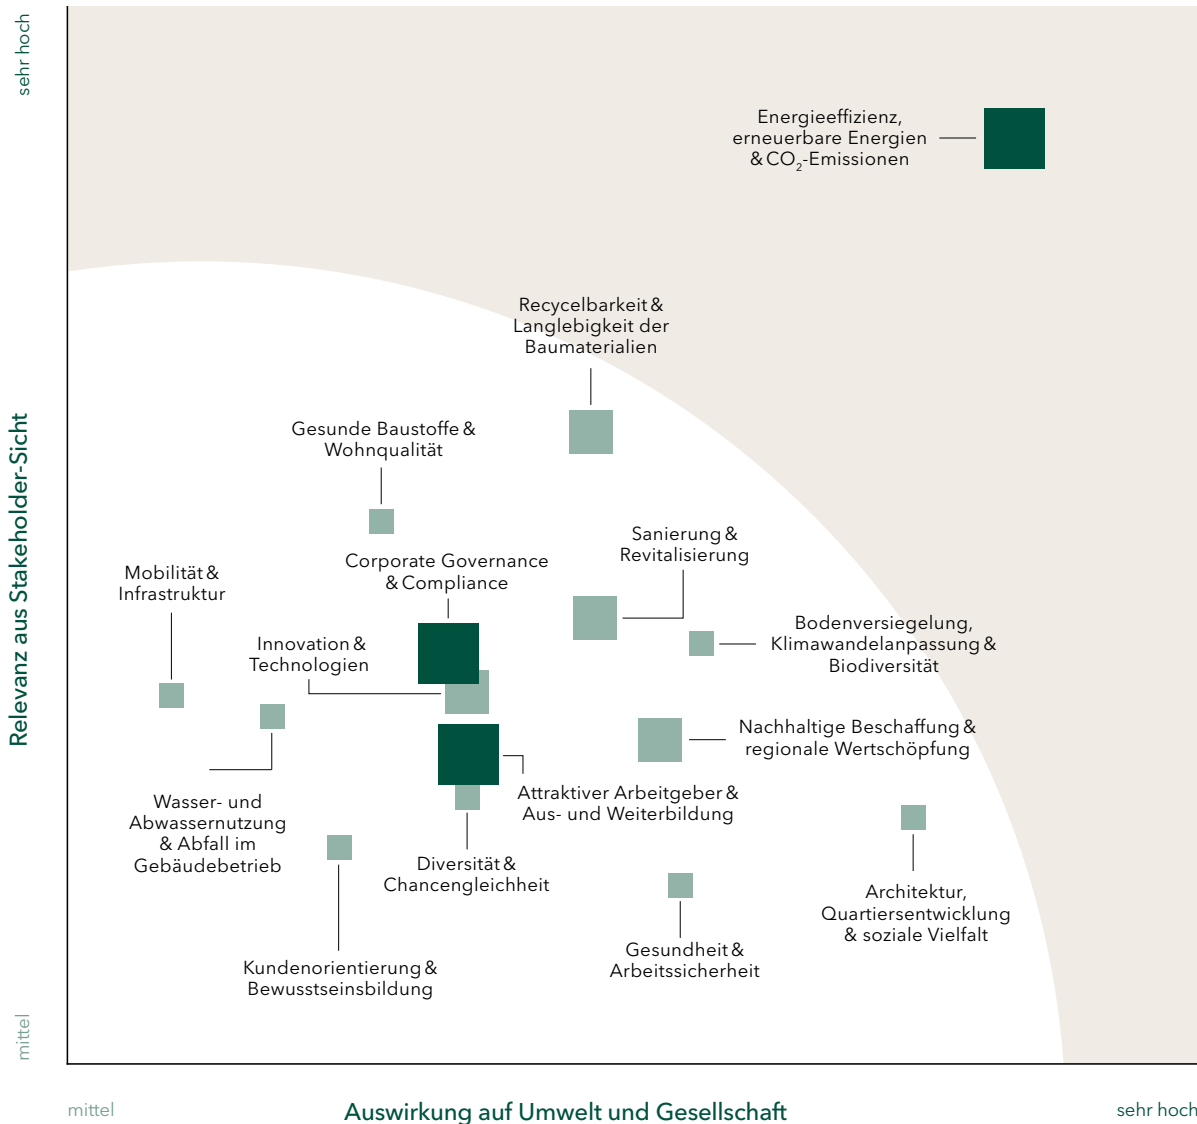 sehr hoch
Energieeffizienz,
erneuerbare Energien
& CO₂-Emissionen
Recycelbarkeit &
Langlebigkeit der
Baumaterialien
Gesunde Baustoffe &
Wohnqualität
Relevanz aus Stakeholder-Sicht
Sanierung &
Revitalisierung
Corporate Governance
& Compliance
Mobilität &
Infrastruktur
Bodenversiegelung,
Klimawandelanpassung &
Biodiversität
Innovation &
Technologien
Nachhaltige Beschaffung &
regionale Wertschöpfung
Attraktiver Arbeitgeber &
Aus- und Weiterbildung
Wasser- und
Abwassernutzung
& Abfall im
Gebäudebetrieb
Diversität &
Chancengleichheit
Architektur,
Quartiersentwicklung
& soziale Vielfalt
Gesundheit &
Arbeitssicherheit
Kundenorientierung &
Bewusstseinsbildung
mittel
mittel
Auswirkung auf Umwelt und Gesellschaft
sehr hoch